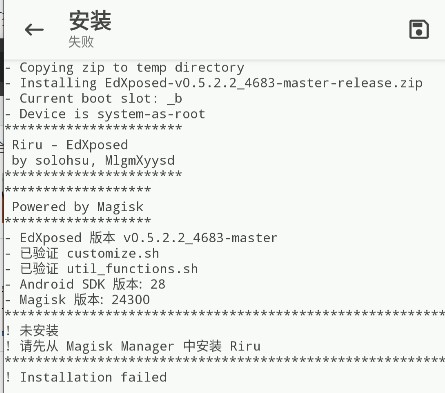 安装
失败
- Copying zip to temp directory
- Installing EdXposed-v0.5.2.2_4683-master-release.zip
- Current boot slot: _b
- Device is system-as-root
***********************
Riru - EdXposed
by solohsu, MlgmXyysd
***********************
*******************
Powered by Magisk
*******************
- EdXposed 版本 v0.5.2.2_4683-master
- 已验证 customize.sh
- 已验证 util_functions.sh
- Android SDK 版本: 28
- Magisk 版本: 24300
*********************************************************
! 未安装
! 请先从 Magisk Manager 中安装 Riru
*********************************************************
! Installation failed